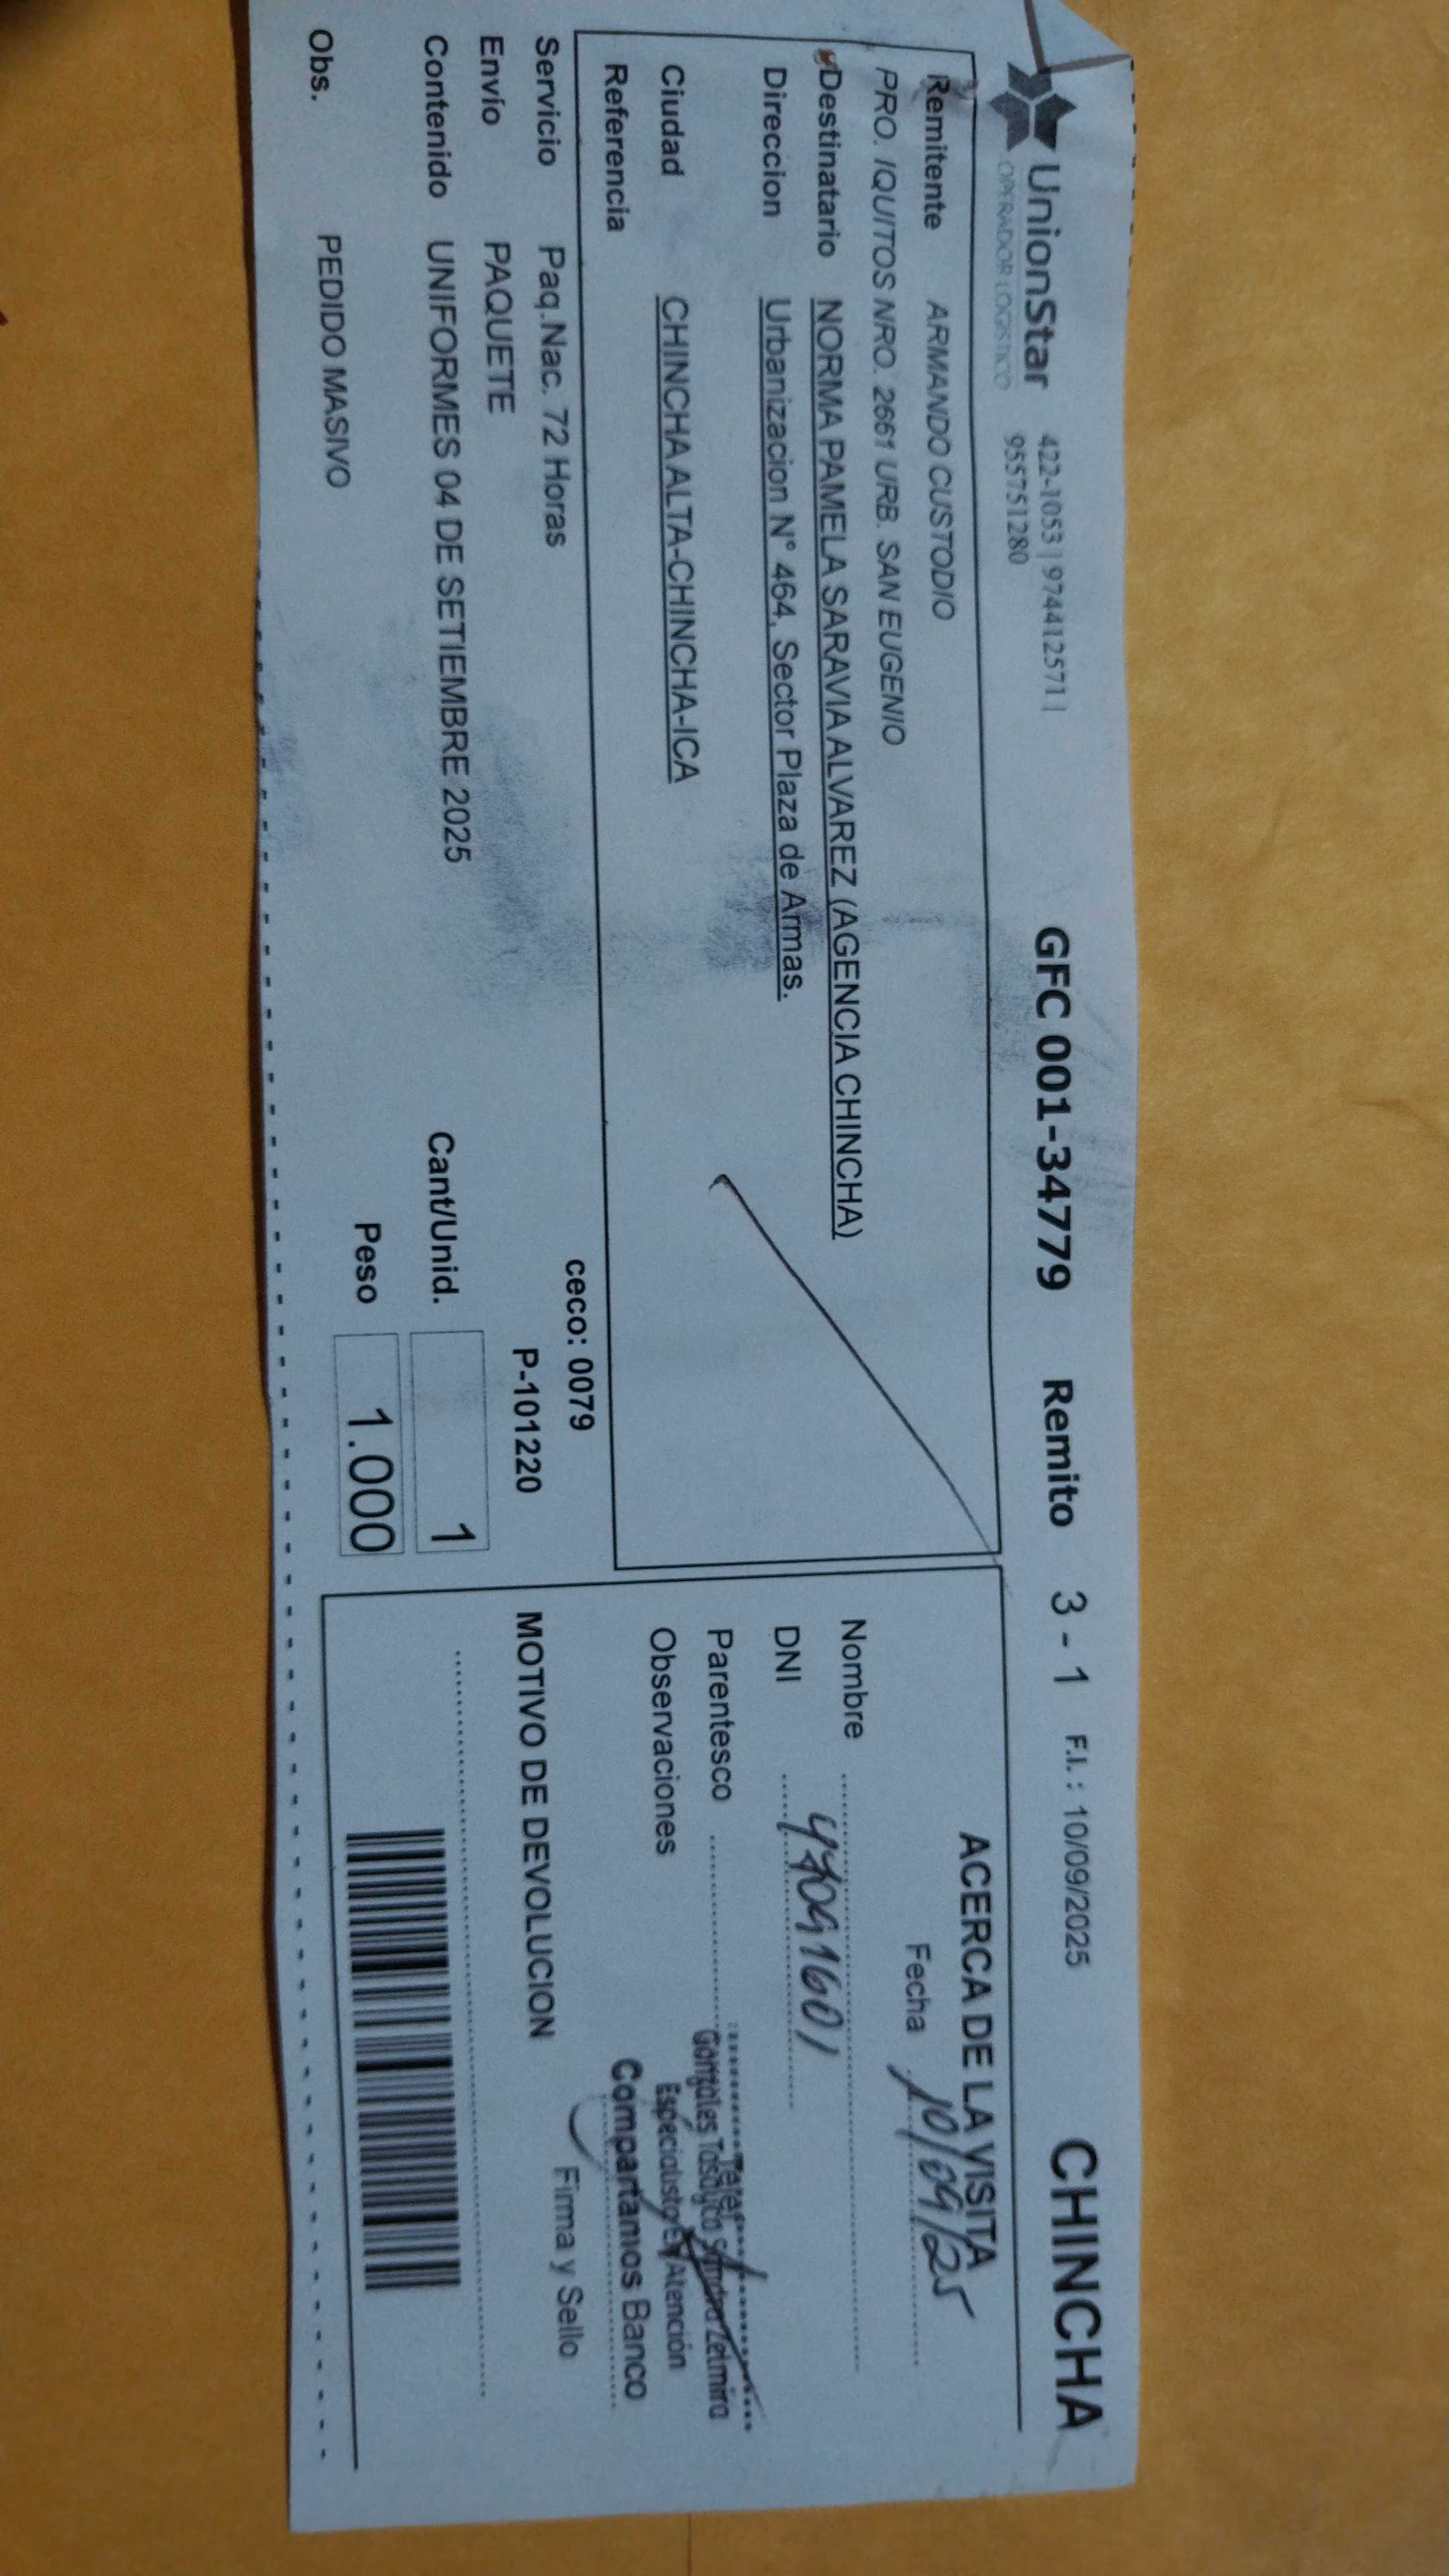 UnionStar
OPERADOR LOGISTICO
422-1053 | 974412571 |
955751280
GFC 001-34779 Remito 3 - 1 F.I. : 10/09/2025 CHINCHA
Remitente ARMANDO CUSTODIO
PRO. IQUITOS NRO. 2661 URB. SAN EUGENIO
Destinatario NORMA PAMELA SARAVIA ALVAREZ (AGENCIA CHINCHA)
Direccion Urbanizacion N° 464, Sector Plaza de Armas.
Ciudad CHINCHA ALTA-CHINCHA-ICA
Referencia
ceco: 0079
Servicio Paq.Nac. 72 Horas
P-101220
Envío PAQUETE
Contenido UNIFORMES 04 DE SETIEMBRE 2025
Cant/Unid. 1
Peso 1.000
Obs. PEDIDO MASIVO
ACERCA DE LA VISITA
Fecha 10/09/25
Nombre
DNI 47091601
Parentesco
Observaciones
Zelmira
Especialista Atención
Compartamos Banco
Firma y Sello
MOTIVO DE DEVOLUCION